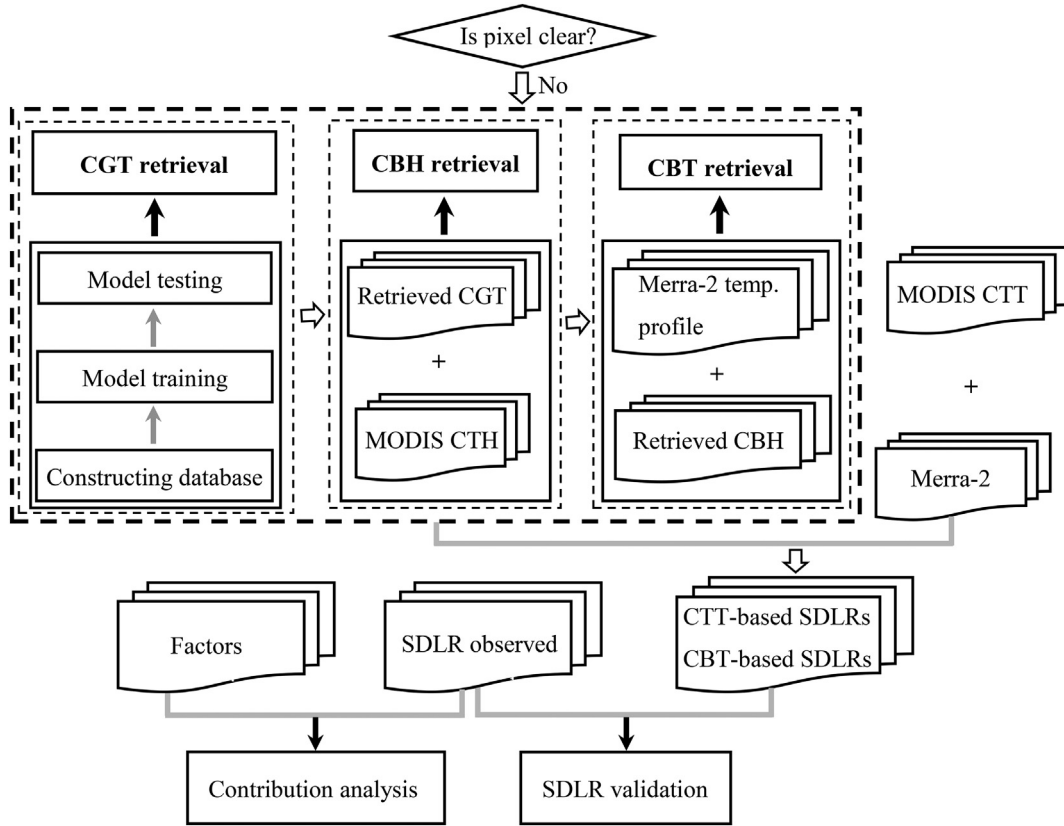 Is pixel clear?
No
CGT retrieval
Model testing
Model training
Constructing database
CBH retrieval
Retrieved CGT
+
MODIS CTH
CBT retrieval
Merra-2 temp.
profile
+
Retrieved CBH
MODIS CTT
+
Merra-2
Factors
SDLR observed
CTT-based SDLRs
CBT-based SDLRs
Contribution analysis
SDLR validation